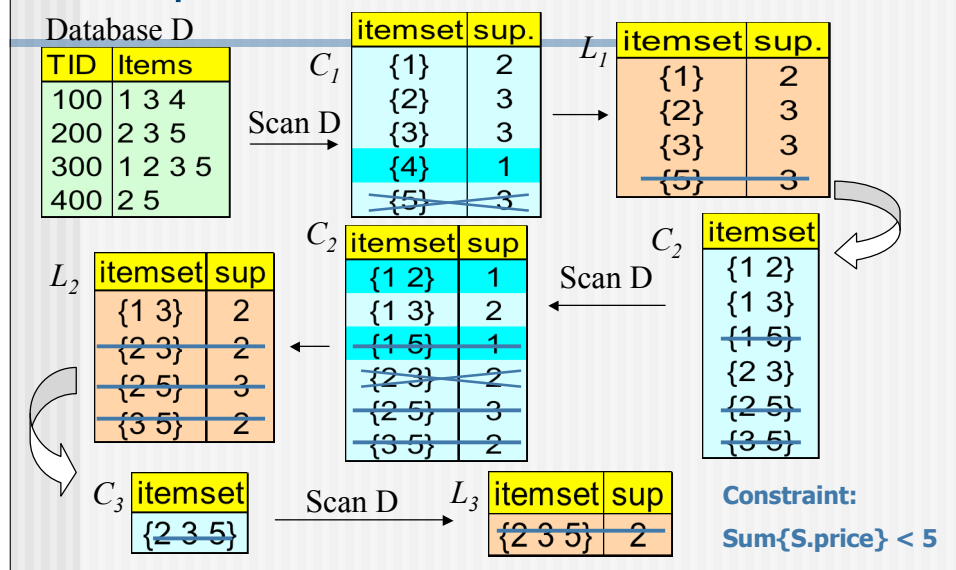 Database D
TID Items
100 1 3 4
200 2 3 5
300 1 2 3 5
400 2 5
Scan D
C1
itemset sup.
{1} 2
{2} 3
{3} 3
{4} 1
{5} 3
L1
itemset sup.
{1} 2
{2} 3
{3} 3
{5} 3
C2
itemset
{1 2}
{1 3}
{1 5}
{2 3}
{2 5}
{3 5}
Scan D
C2
itemset sup
{1 2} 1
{1 3} 2
{1 5} 1
{2 3} 2
{2 5} 3
{3 5} 2
L2
itemset sup
{1 3} 2
{2 3} 2
{2 5} 3
{3 5} 2
C3
itemset
{2 3 5}
Scan D
L3
itemset sup
{2 3 5} 2
Constraint:
Sum{S.price} < 5